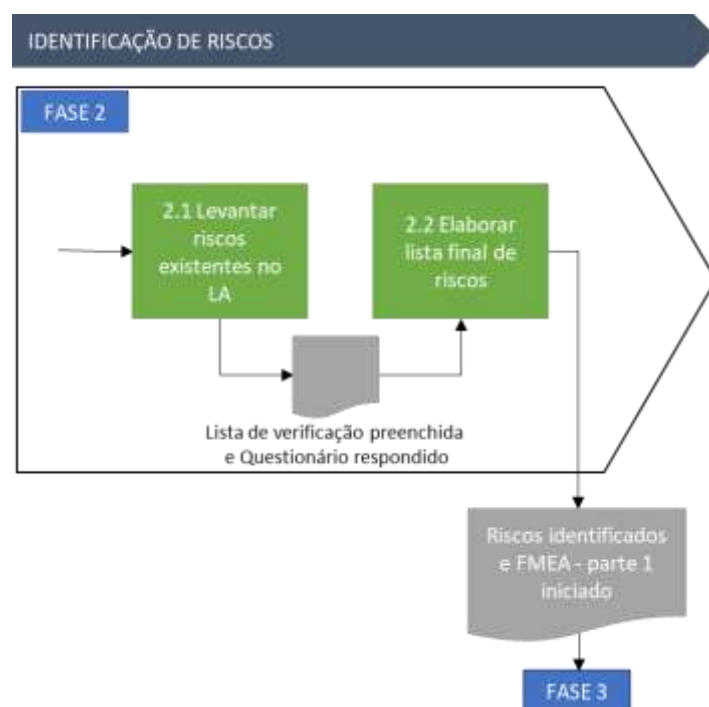 IDENTIFICAÇÃO DE RISCOS
FASE 2
2.1 Levantar
riscos
existentes no
LA
2.2 Elaborar
lista final de
riscos
Lista de verificação preenchida
e Questionário respondido
Riscos identificados
e FMEA - parte 1
iniciado
FASE 3